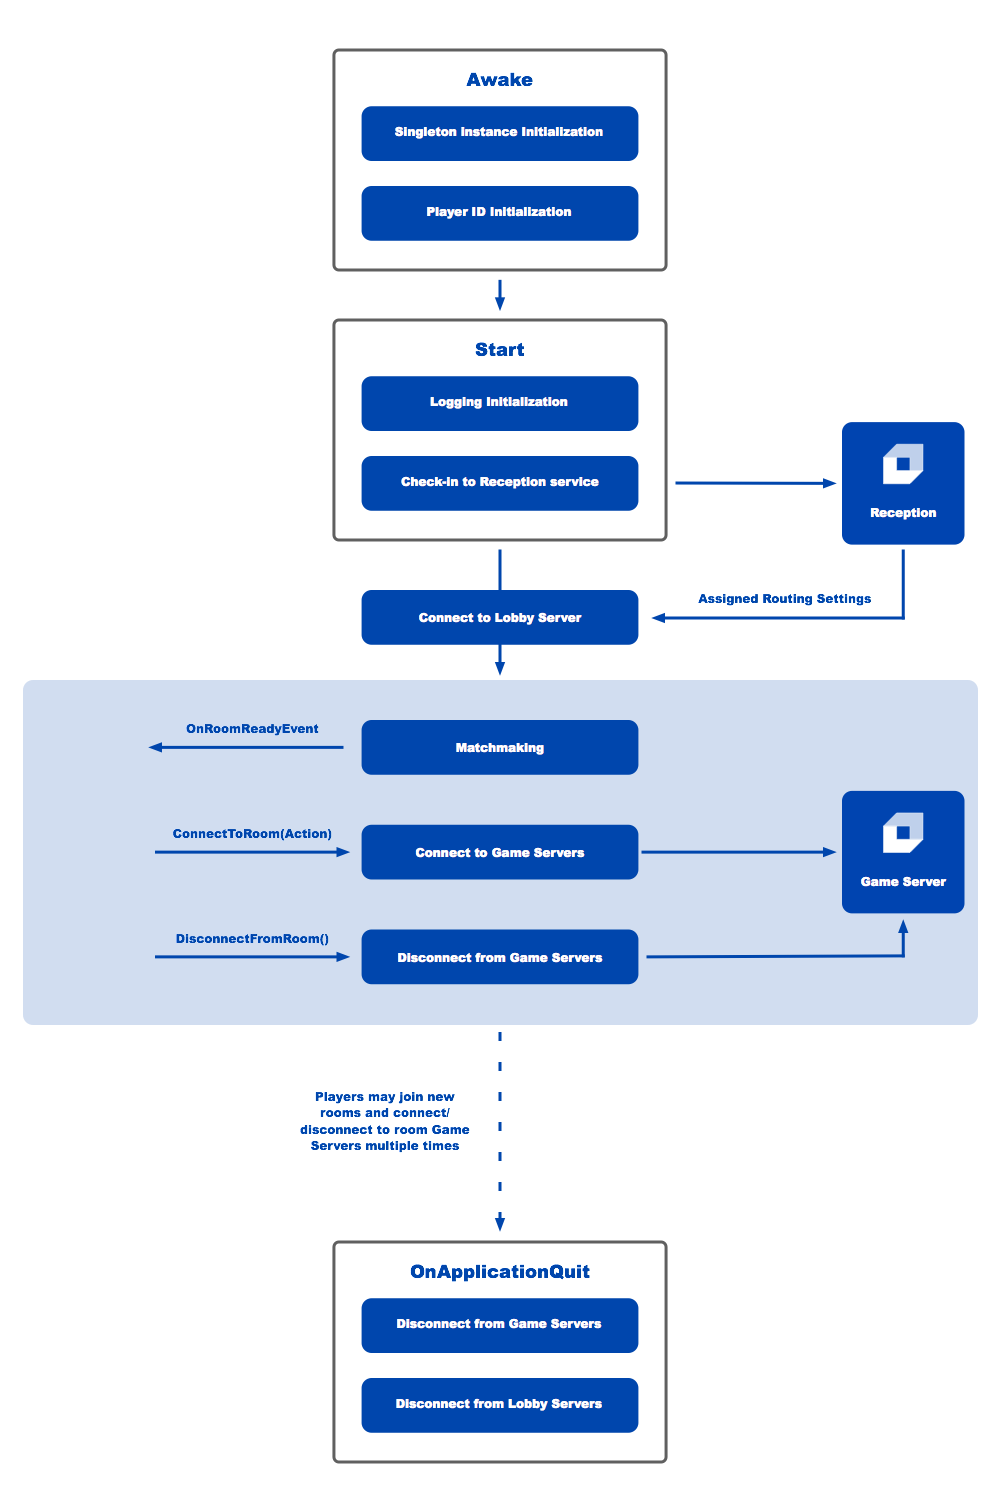 Awake
Singleton Instance Initialization
Player ID Initialization
Start
Logging Initialization
Check-in to Reception service
Reception
Assigned Routing Settings
Connect to Lobby Server
OnRoomReadyEvent
Matchmaking
ConnectToRoom(Action)
Connect to Game Servers
Game Server
DisconnectFromRoom()
Disconnect from Game Servers
Players may join new
rooms and connect/
disconnect to room Game
Servers multiple times
OnApplicationQuit
Disconnect from Game Servers
Disconnect from Lobby Servers